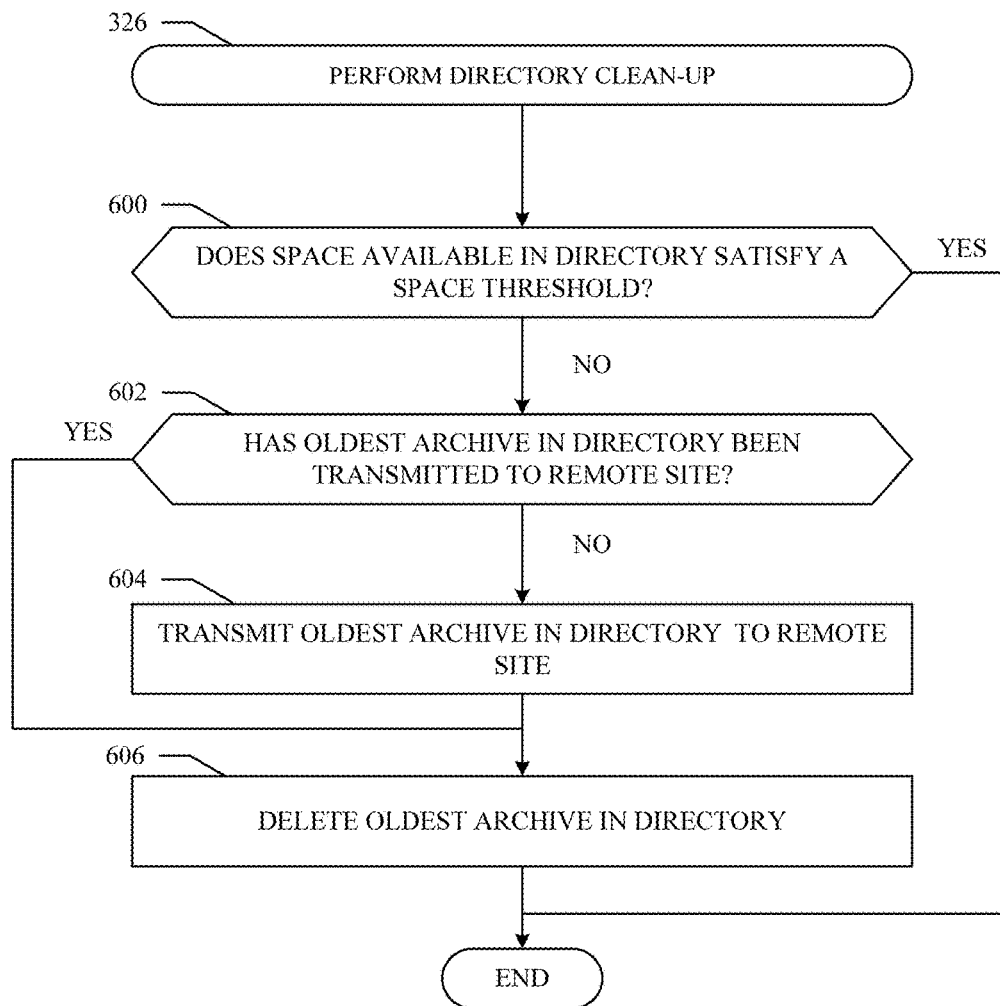 326
PERFORM DIRECTORY CLEAN-UP
600
DOES SPACE AVAILABLE IN DIRECTORY SATISFY A
SPACE THRESHOLD?
YES
NO
602
YES
HAS OLDEST ARCHIVE IN DIRECTORY BEEN
TRANSMITTED TO REMOTE SITE?
NO
604
TRANSMIT OLDEST ARCHIVE IN DIRECTORY TO REMOTE
SITE
606
DELETE OLDEST ARCHIVE IN DIRECTORY
END